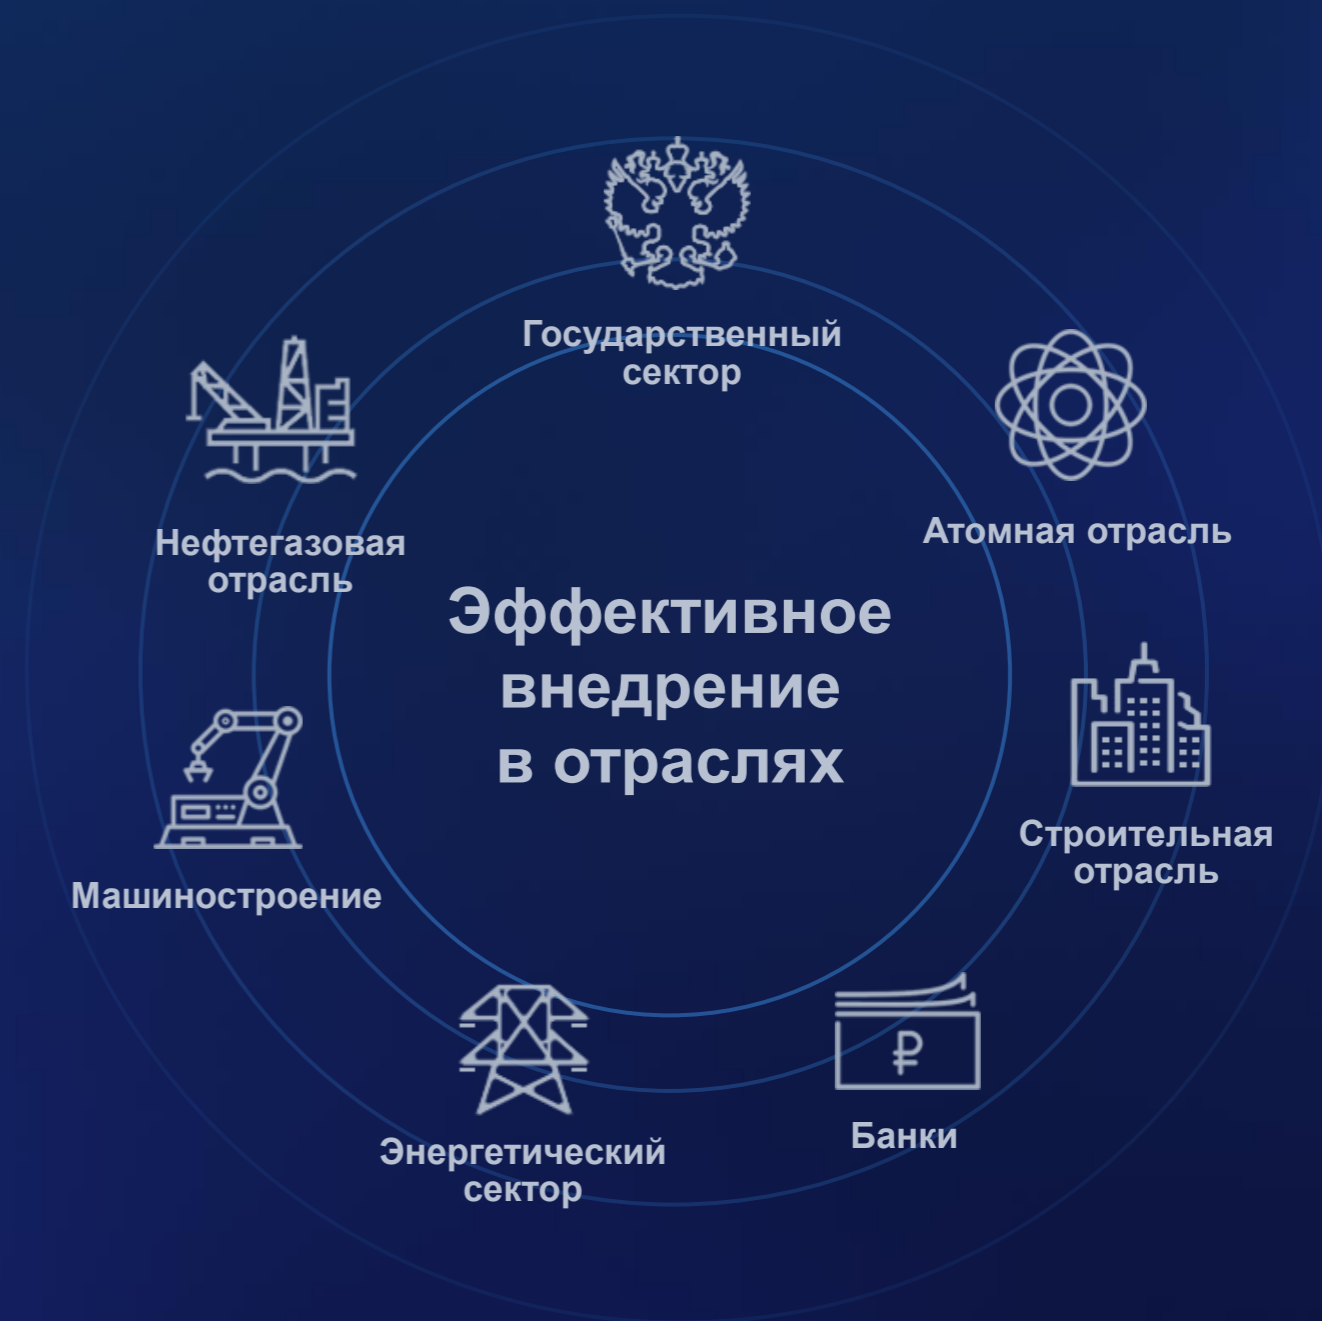 Государственный
сектор
Нефтегазовая
отрасль
Атомная отрасль
Эффективное
внедрение
в отраслях
Строительная
отрасль
Машиностроение
₽
Банки
Энергетический
сектор